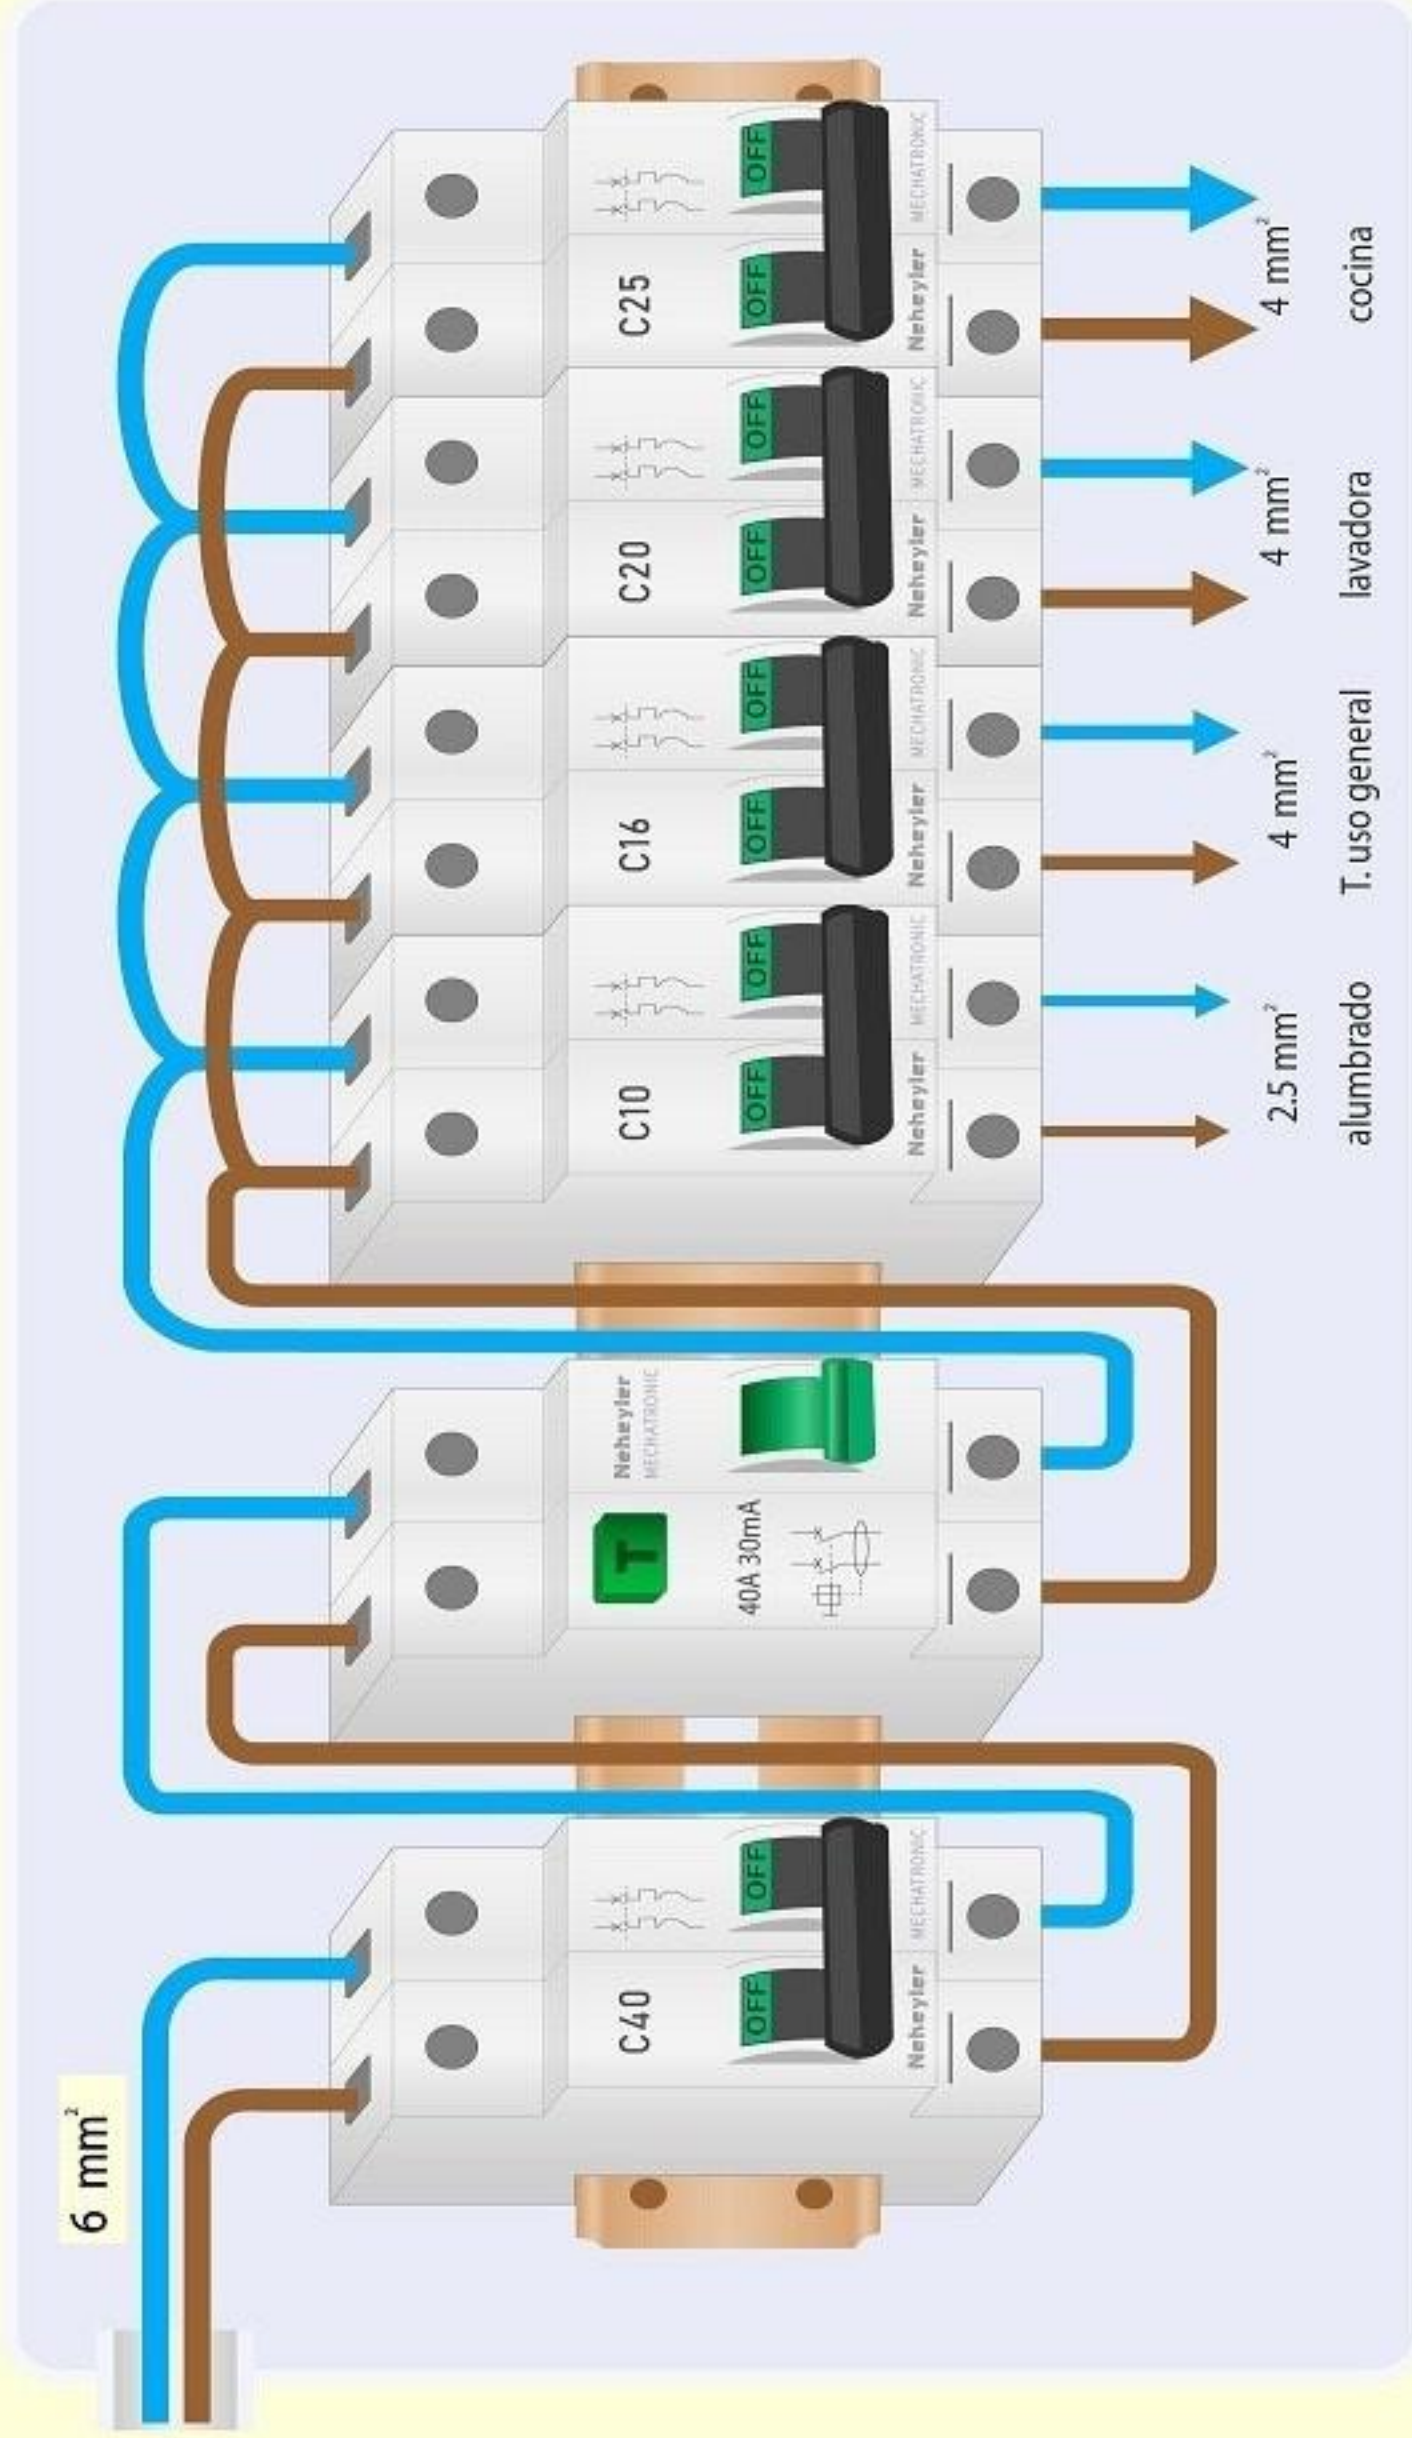 6 mm²
C40
OFF
OFF
Neheyler
MECHATRONIC
T
40A 30mA
Neheyler
MECHATRONIC
C10
OFF
OFF
Neheyler
MECHATRONIC
C16
OFF
OFF
Neheyler
MECHATRONIC
C20
OFF
OFF
Neheyler
MECHATRONIC
C25
OFF
OFF
Neheyler
MECHATRONIC
2.5 mm²
4 mm²
4 mm²
4 mm²
alumbrado
T. uso general
lavadora
cocina